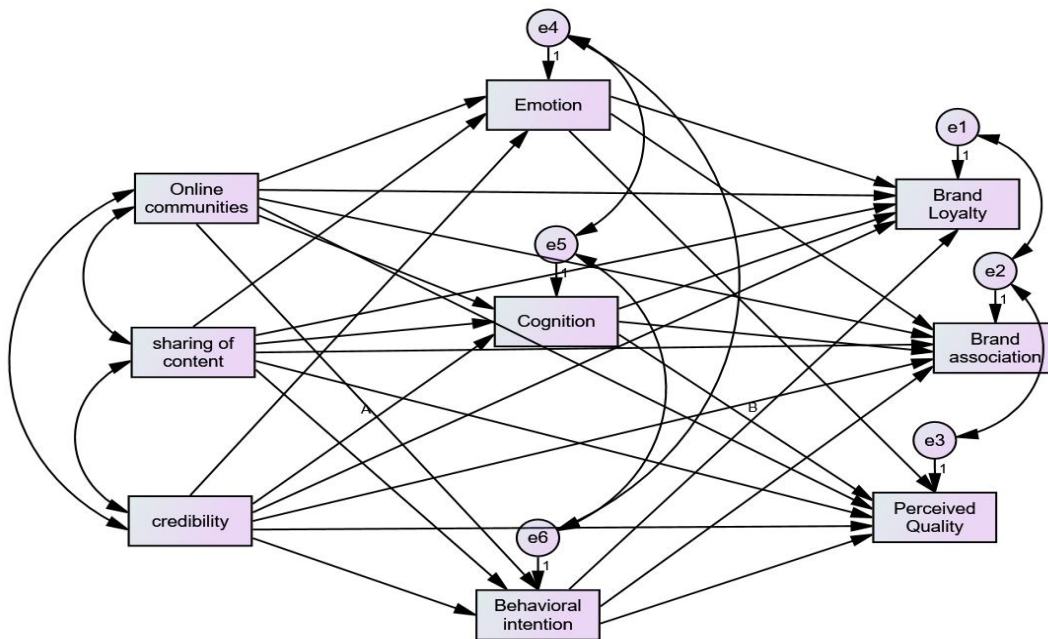 e4
1
Emotion
e1
1
Online
communities
Brand
Loyalty
e5
1
e2
1
Cognition
sharing of
content
Brand
association
A
B
e3
1
credibility
Perceived
Quality
e6
1
Behavioral
intention